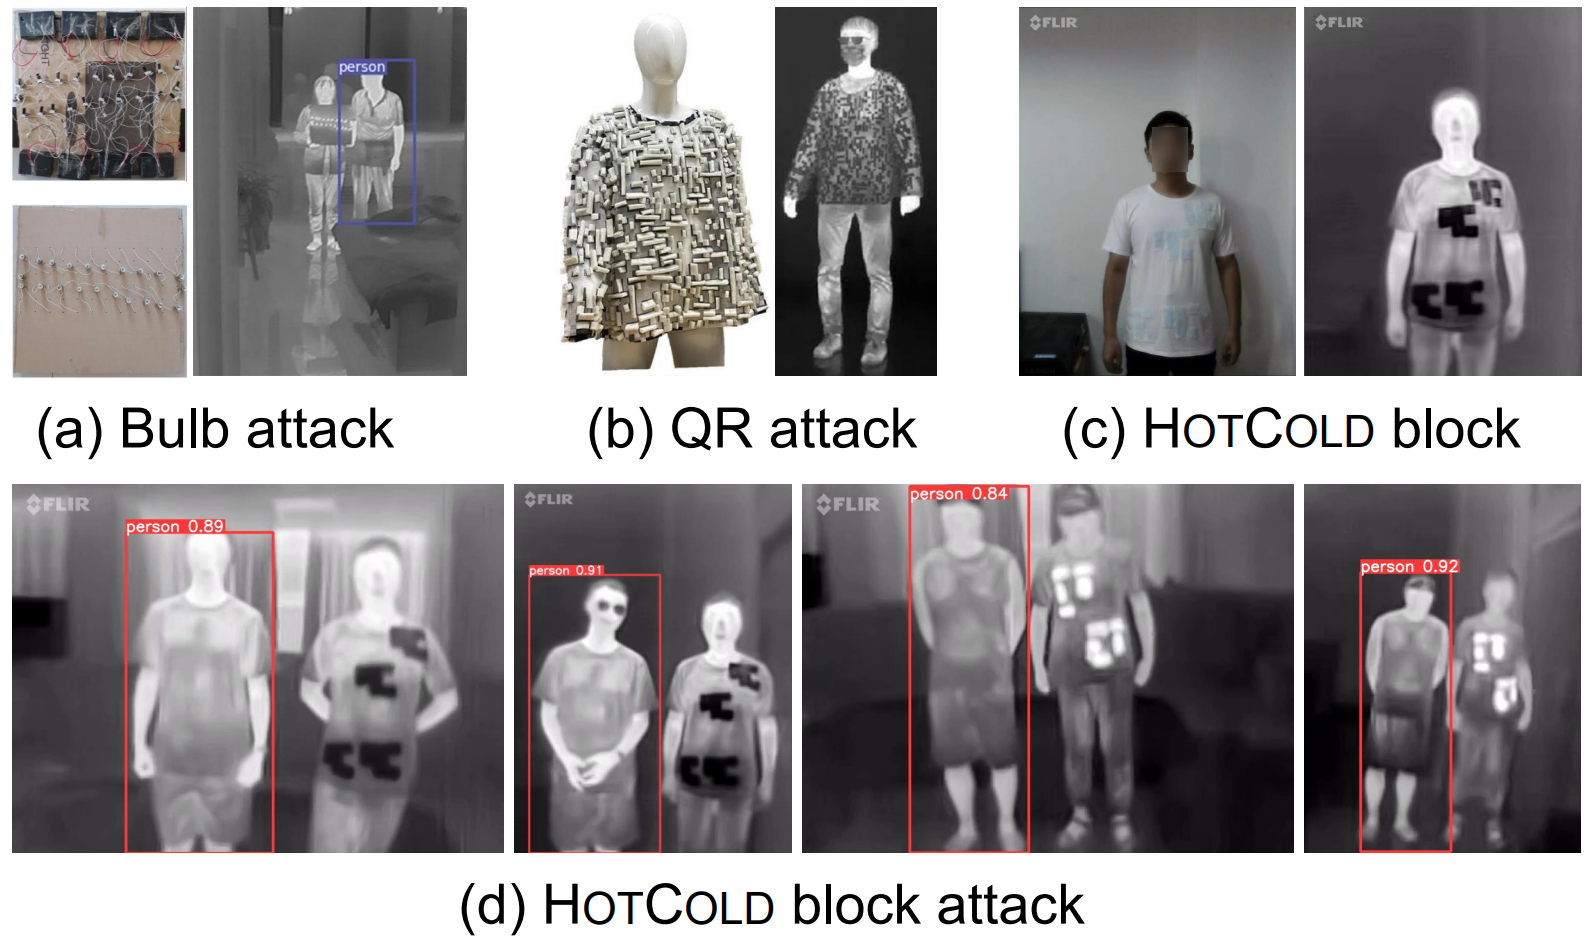 person
FLIR
FLIR
(a) Bulb attack
(b) QR attack
(c) HOTCOLD block
FLIR
person 0.89
FLIR
person 0.91
FLIR
person 0.84
person 0.92
(d) HOTCOLD block attack